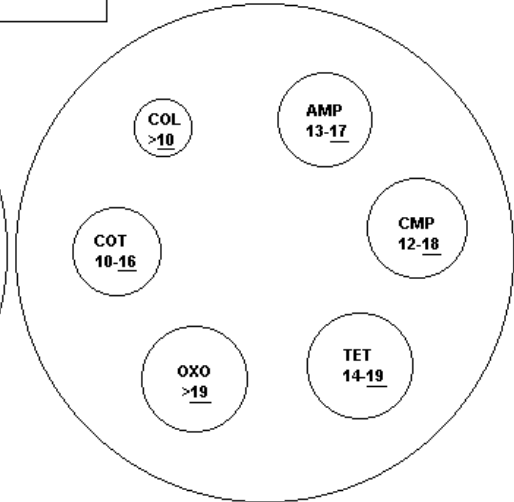 COL
>10
AMP
13-17
COT
10-16
CMP
12-18
OXO
>19
TET
14-19